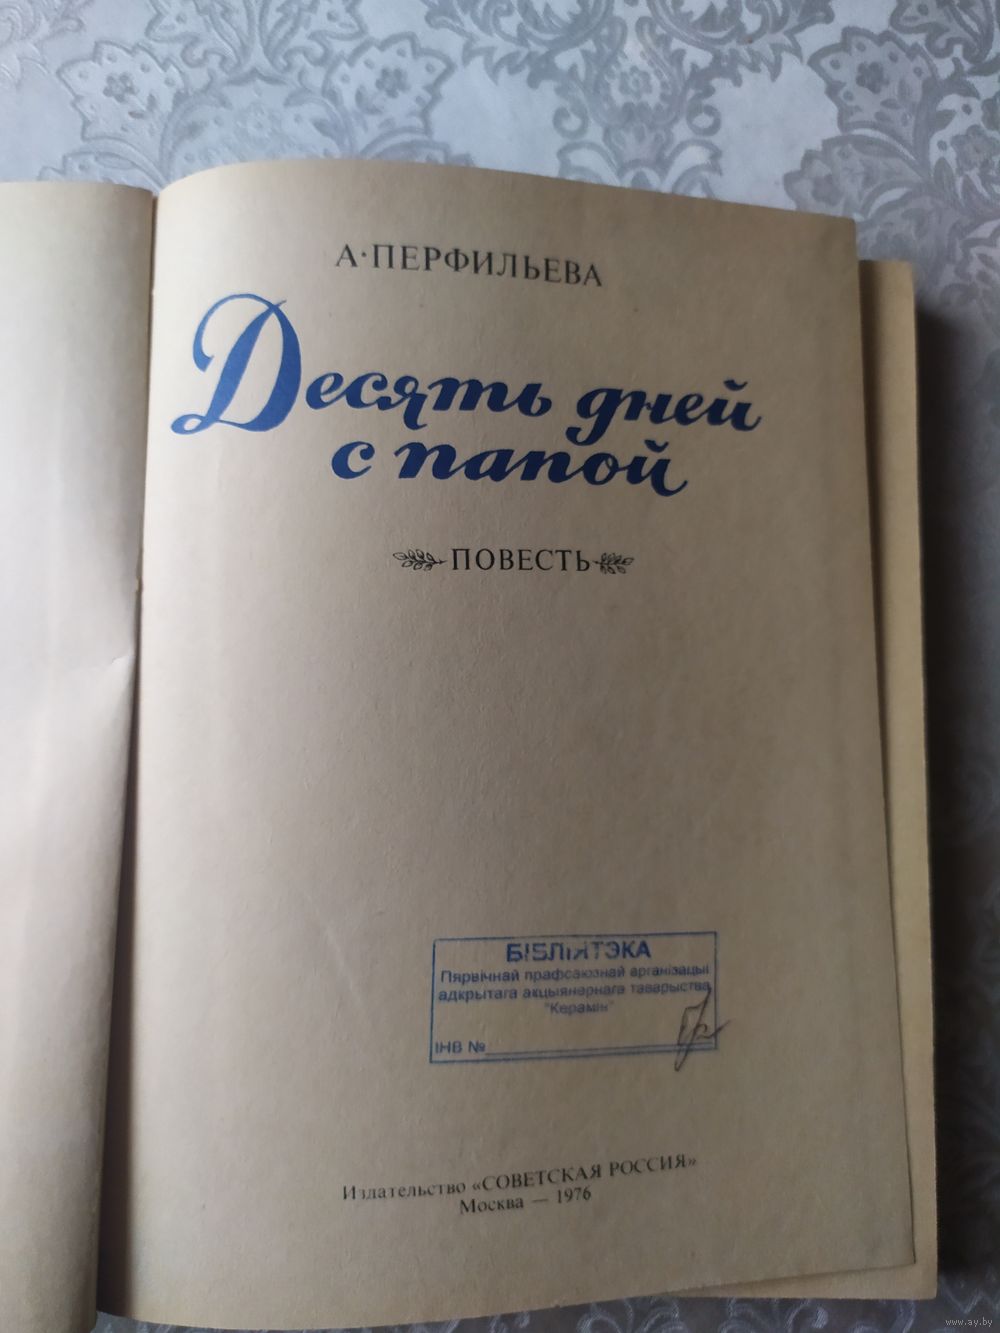 А·ПЕРФИЛЬЕВА
Десять дней
с папой
ПОВЕСТЬ
БІБЛІЯТЭКА
Пярвічнай прафсаюзнай арганізацыі
адкрытага акцыянернага таварыства
"Керамін"
ІНВ №
Издательство «СОВЕТСКАЯ РОССИЯ»
Москва — 1976
www.ay.by